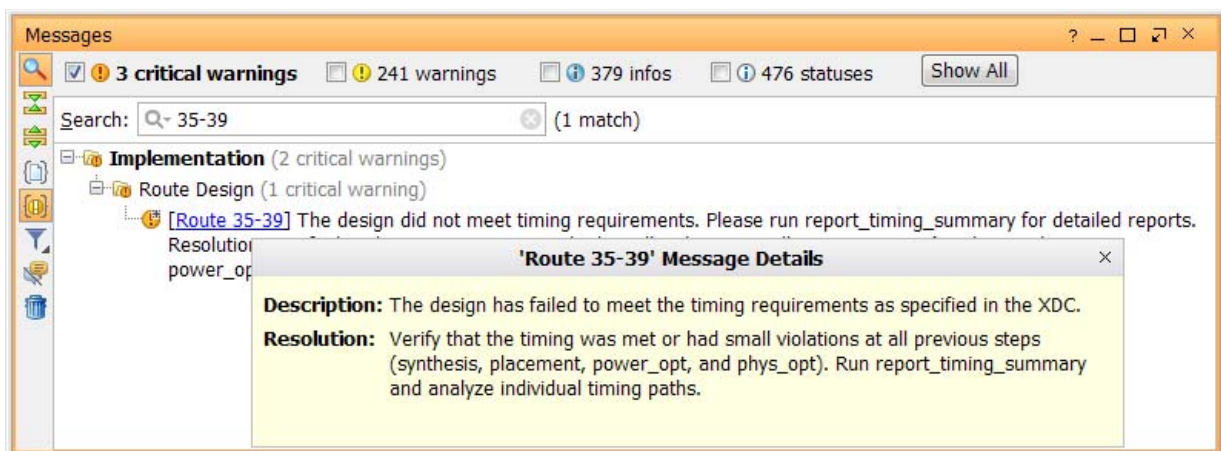 Messages
3 critical warnings 241 warnings 379 infos 476 statuses Show All
Search: 35-39 (1 match)
Implementation (2 critical warnings)
Route Design (1 critical warning)
[Route 35-39] The design did not meet timing requirements. Please run report_timing_summary for detailed reports.
Resolution
power_op
'Route 35-39' Message Details
Description: The design has failed to meet the timing requirements as specified in the XDC.
Resolution: Verify that the timing was met or had small violations at all previous steps
(synthesis, placement, power_opt, and phys_opt). Run report_timing_summary
and analyze individual timing paths.